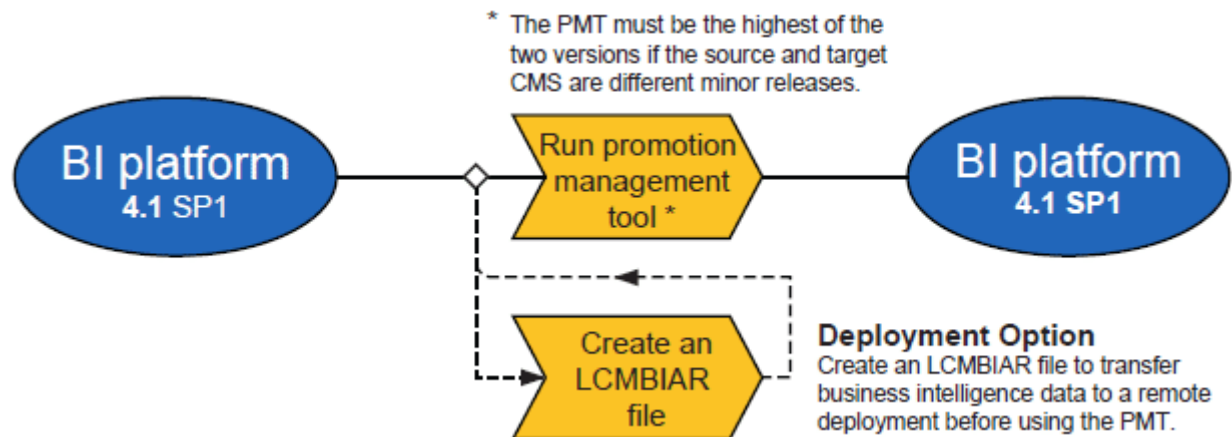 * The PMT must be the highest of the
two versions if the source and target
CMS are different minor releases.
BI platform
4.1 SP1
Run promotion
management
tool *
BI platform
4.1 SP1
Create an
LCMBIAR
file
Deployment Option
Create an LCMBIAR file to transfer
business intelligence data to a remote
deployment before using the PMT.